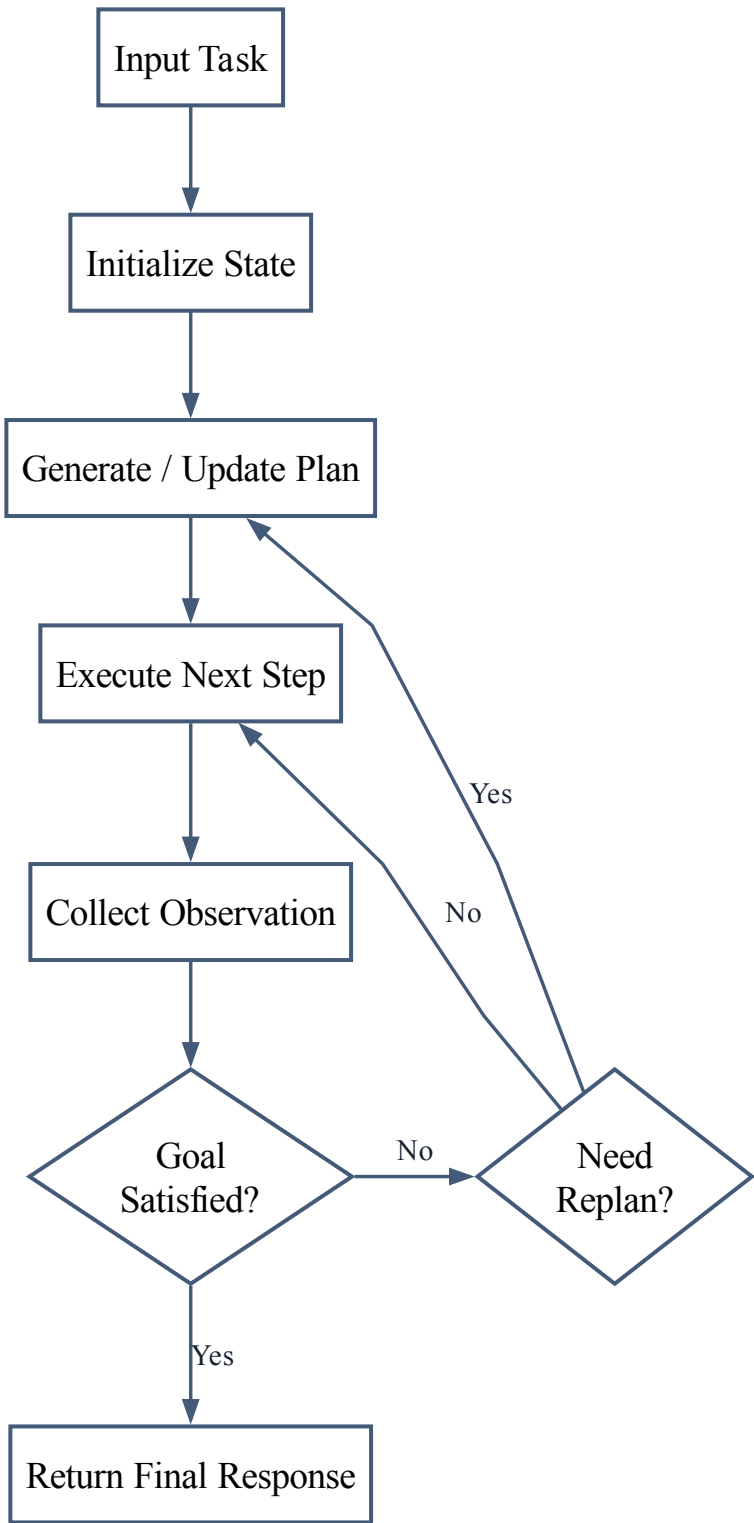 Input Task
Initialize State
Generate / Update Plan
Execute Next Step
Yes
Collect Observation
No
Goal
Satisfied?
No
Need
Replan?
Yes
Return Final Response